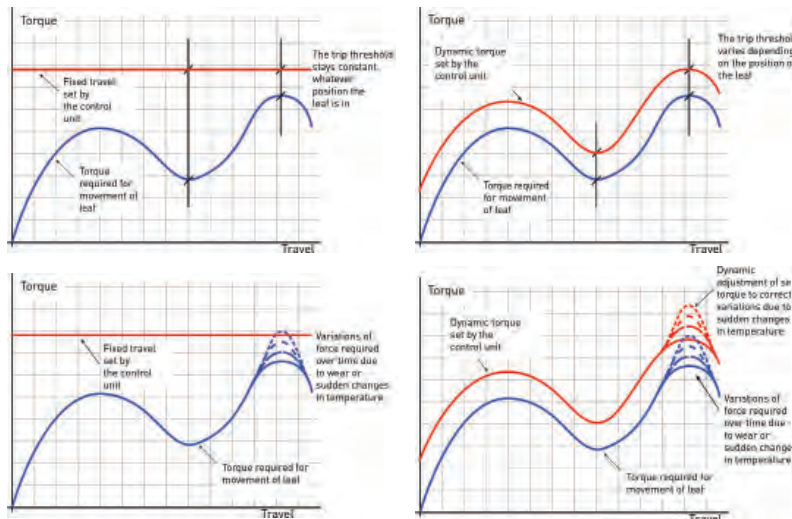 Torque
The trip threshold
stays constant,
whatever
position the
leaf is in
Fixed travel
set by
the control
unit
Torque
required for
movement of
leaf
Travel
Torque
Dynamic torque
set by the
control unit
The trip threshol
varies depending
on the position o
the leaf
Torque required
for movement
of leaf
Travel
Torque
Fixed travel
set by
the control
unit
Variations of
force required
over time due
to wear or
sudden changes
in temperature
Torque required for
movement of leaf
Travel
Torque
Dynamic torque
set by the
control unit
Dynamic
adjustment of se
torque to correct
variations due to
sudden changes
in temperature
Variations of
force required
over time due
to wear or
sudden change
in temperature
Torque required for
movement of leaf
Travel